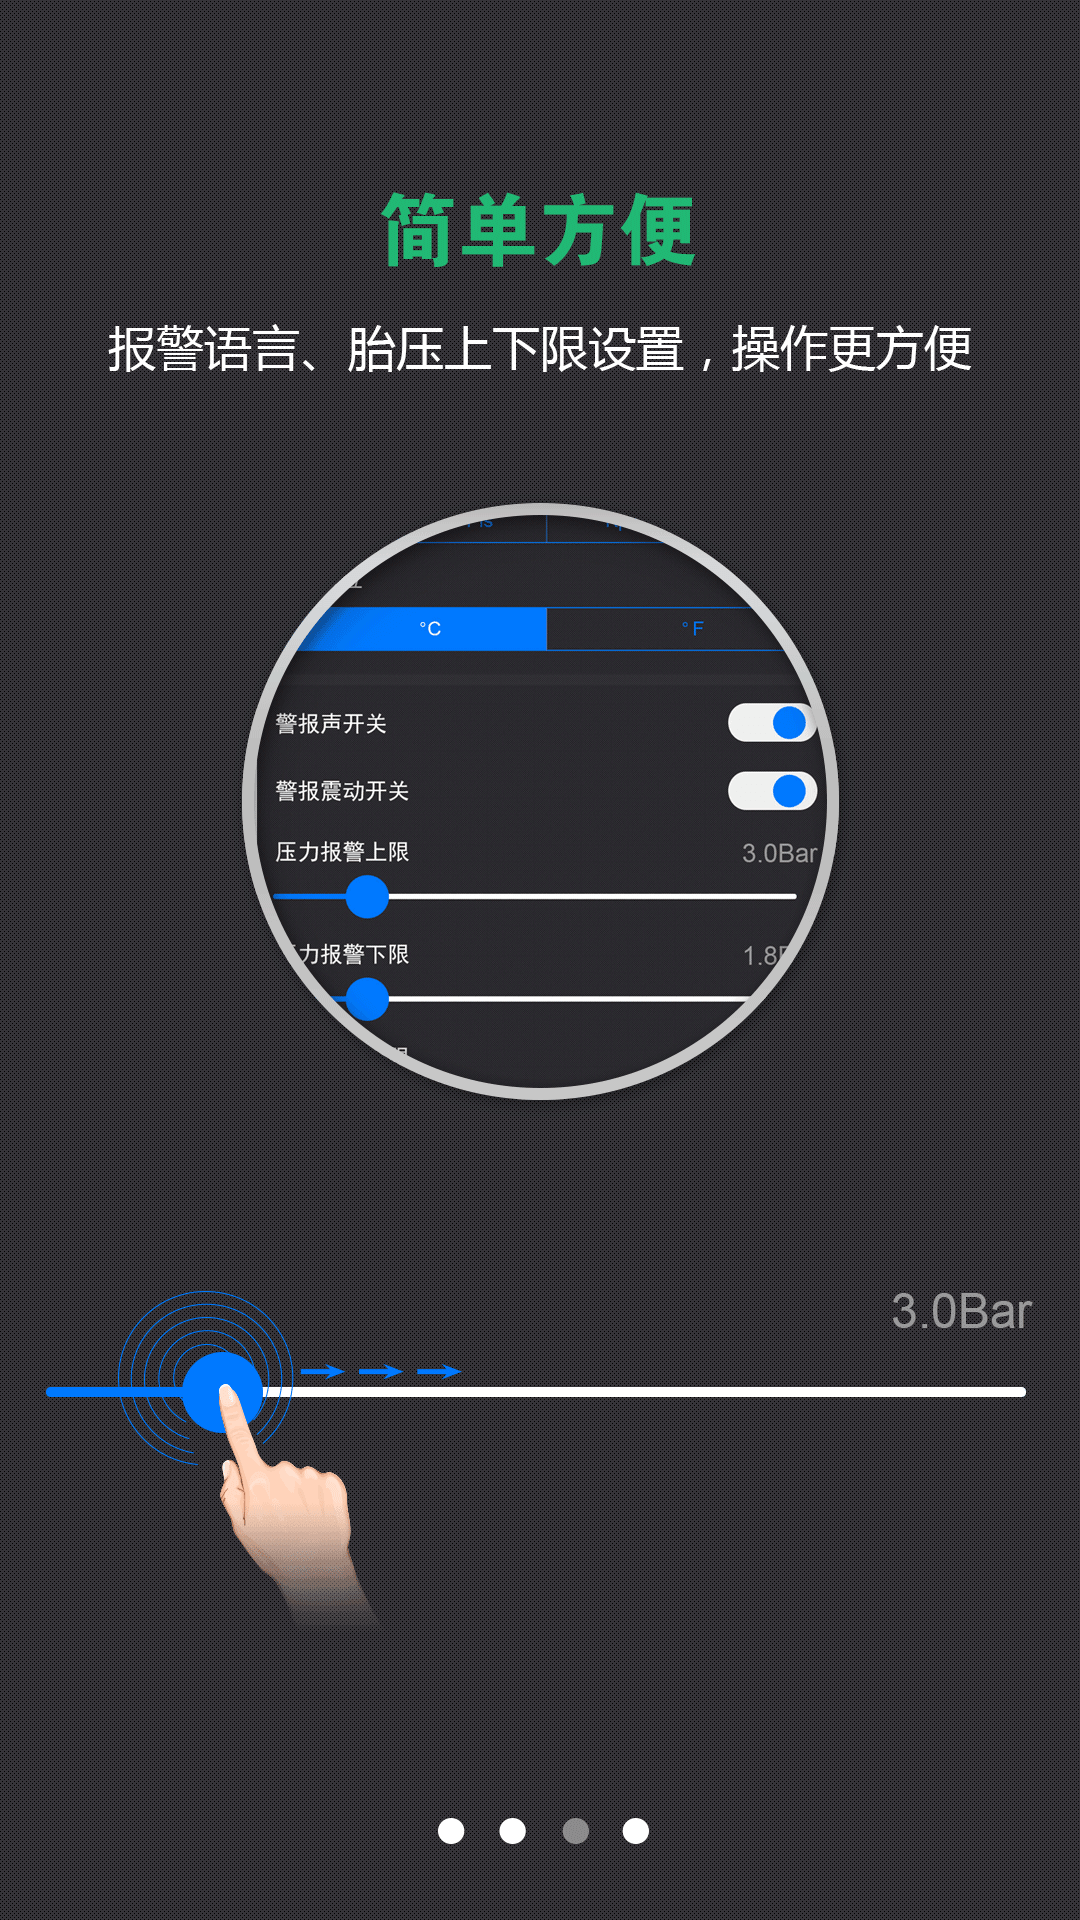 简单方便
报警语言、胎压上下限设置，操作更方便
°C °F
警报声开关
警报震动开关
压力报警上限 3.0Bar
力报警下限 1.8
3.0Bar